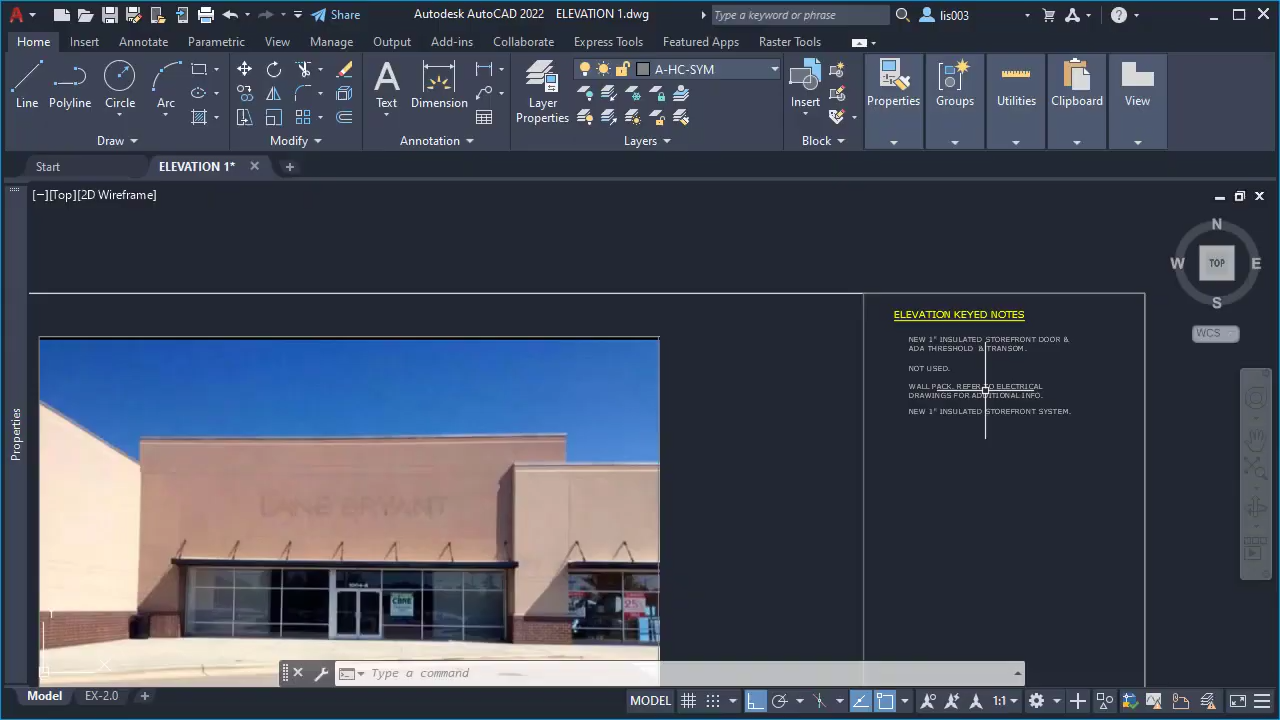 Share
Autodesk AutoCAD 2022 ELEVATION 1.dwg
Type a keyword or phrase
lis003
Home Insert Annotate Parametric View Manage Output Add-ins Collaborate Express Tools Featured Apps Raster Tools
A-HC-SYM
Line Polyline Circle Arc
Text Dimension
Layer Properties
Insert
Properties Groups Utilities Clipboard View
Draw Modify Annotation Layers Block
Start ELEVATION 1*
[−][Top][2D Wireframe]
N
W TOP E
S
WCS
Properties
ELEVATION KEYED NOTES
NEW 1" INSULATED STOREFRONT DOOR &
ADA THRESHOLD & TRANSOM.
NOT USED.
WALL PACK. REFER TO ELECTRICAL
DRAWINGS FOR ADDITIONAL INFO.
NEW 1" INSULATED STOREFRONT SYSTEM.
LANE BRYANT
Y
X
Type a command
Model EX-2.0
MODEL
1:1